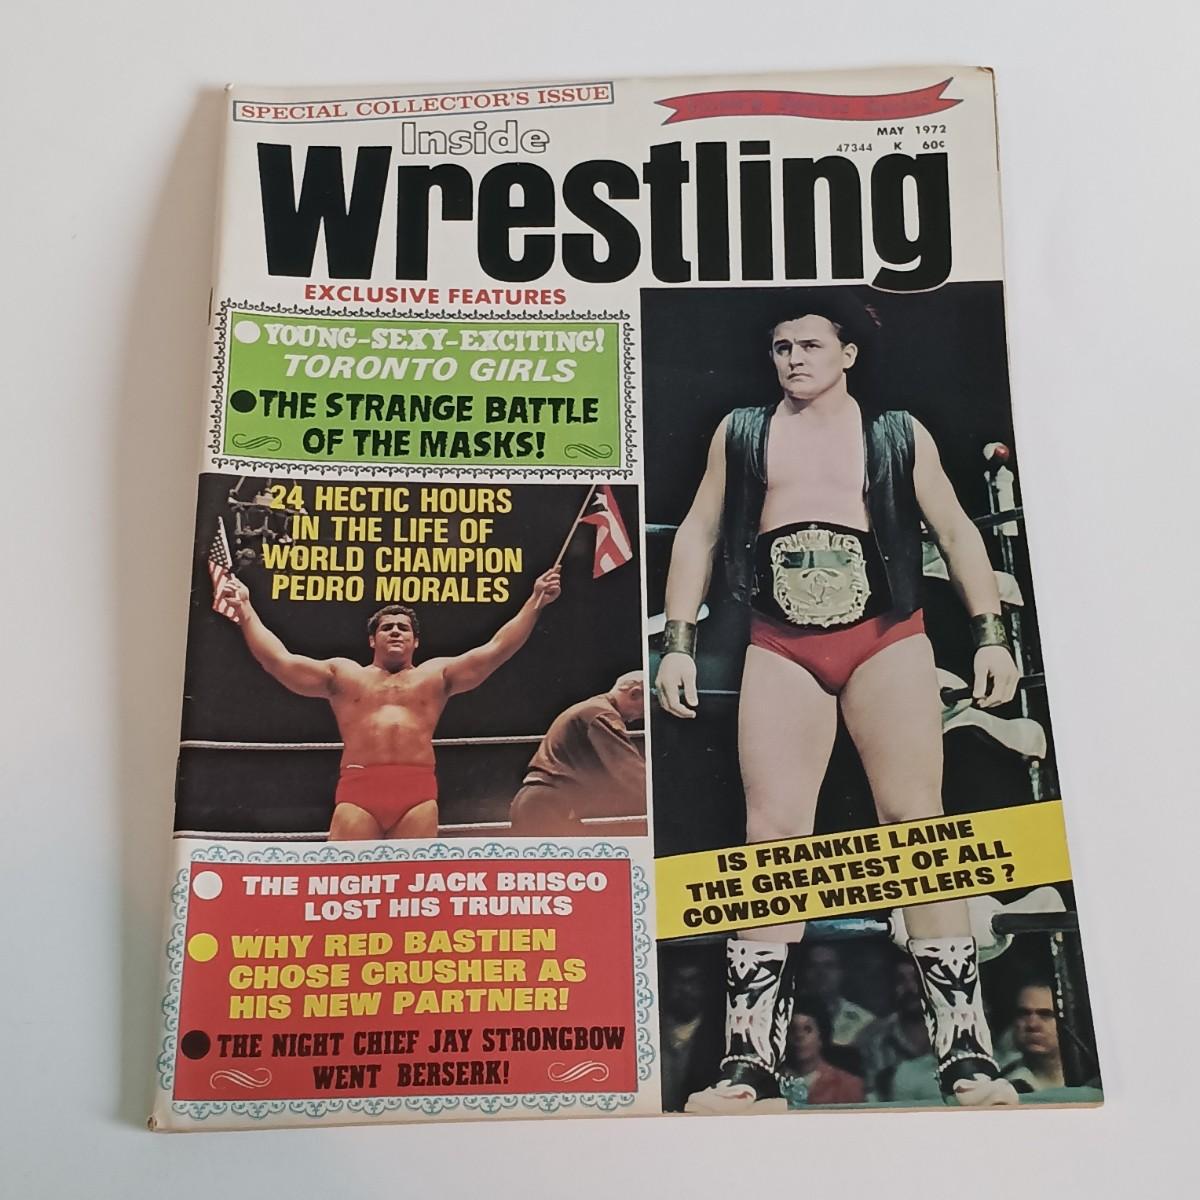 SPECIAL COLLECTOR'S ISSUE
MAY 1972
47344 K 60¢
Inside
Wrestling
EXCLUSIVE FEATURES
YOUNG-SEXY-EXCITING!
TORONTO GIRLS
THE STRANGE BATTLE
OF THE MASKS!
24 HECTIC HOURS
IN THE LIFE OF
WORLD CHAMPION
PEDRO MORALES
IS FRANKIE LAINE
THE GREATEST OF ALL
COWBOY WRESTLERS?
THE NIGHT JACK BRISCO
LOST HIS TRUNKS
WHY RED BASTIEN
CHOSE CRUSHER AS
HIS NEW PARTNER!
THE NIGHT CHIEF JAY STRONGBOW
WENT BERSERK!